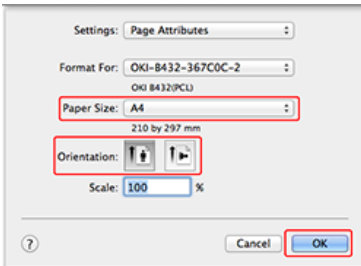 Settings: Page Attributes
Format For: OKI-B432-367C0C-2
OKI B432(PCL)
Paper Size: A4
210 by 297 mm
Orientation:
Scale: 100 %
? Cancel OK